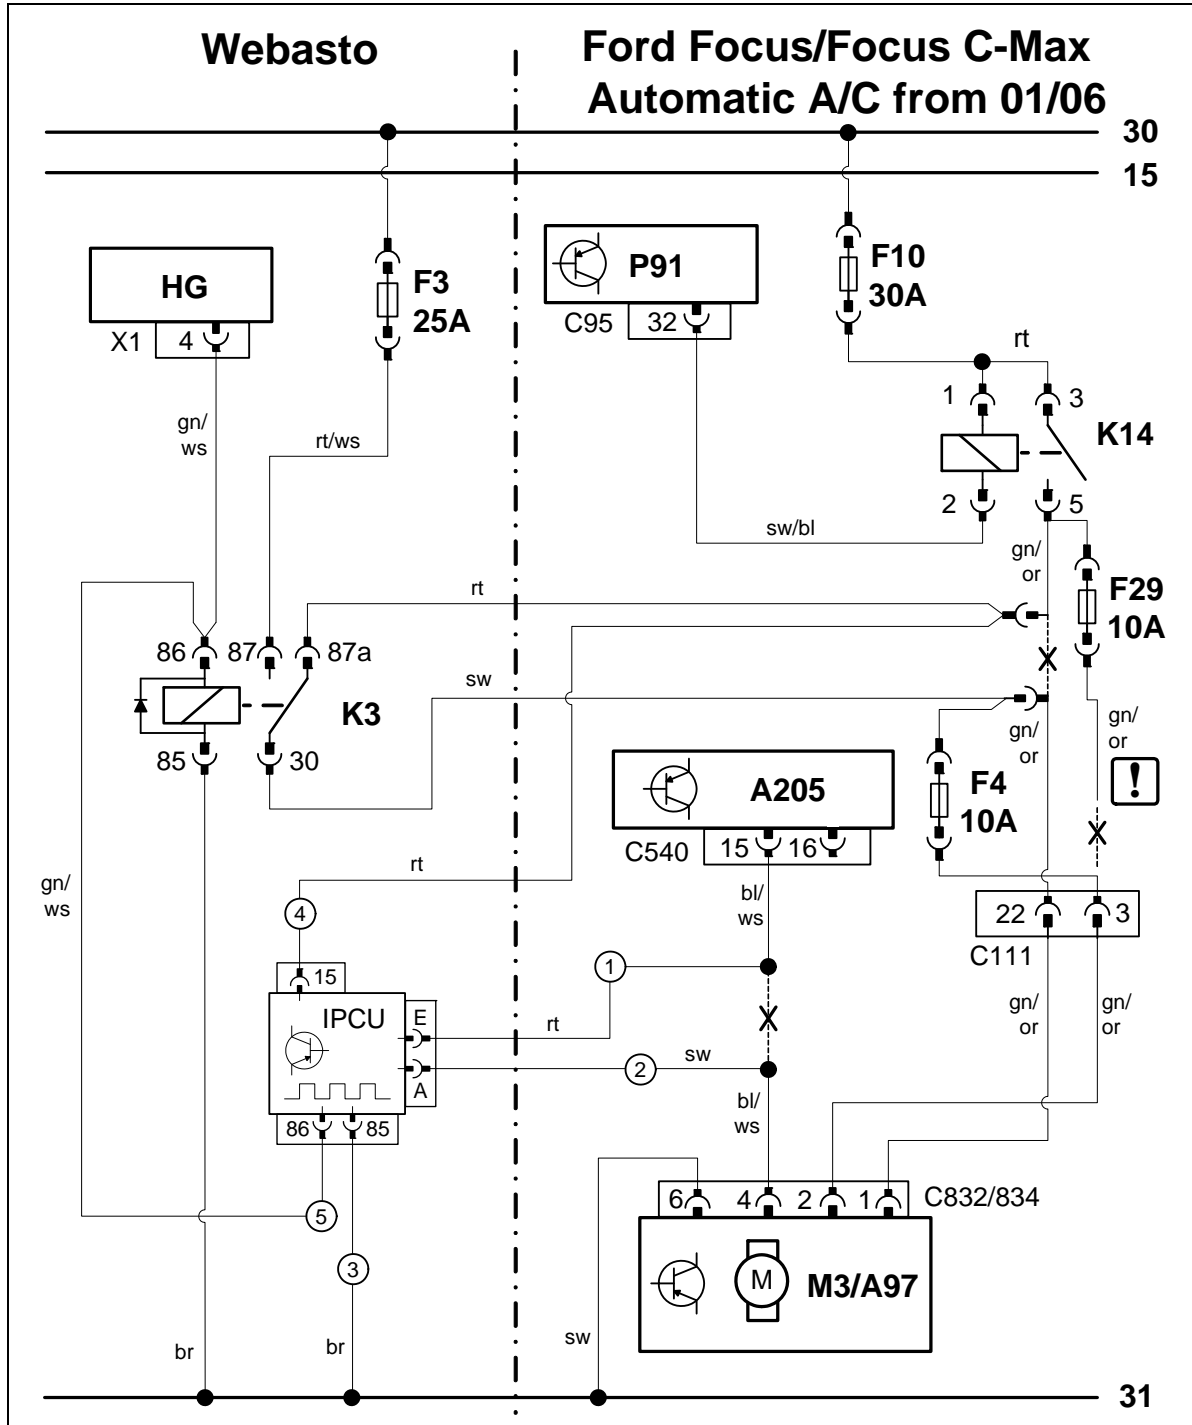 Webasto
Ford Focus/Focus C-Max
Automatic A/C from 01/06
30
15
HG
X1 4
F3
25A
P91
C95 32
F10
30A
rt
gn/
ws
rt/ws
1 3
K14
2 5
sw/bl
gn/
or
F29
10A
rt
86 87 87a
sw
K3
85 30
gn/
or
gn/
or
!
A205
C540 15 16
F4
10A
rt
gn/
ws
bl/
ws
4
22 3
C111
1
15
IPCU
E
rt
gn/
or
gn/
or
2
sw
A
86 85
bl/
ws
5
6 4 2 1 C832/834
3
M
M3/A97
br
br
sw
31